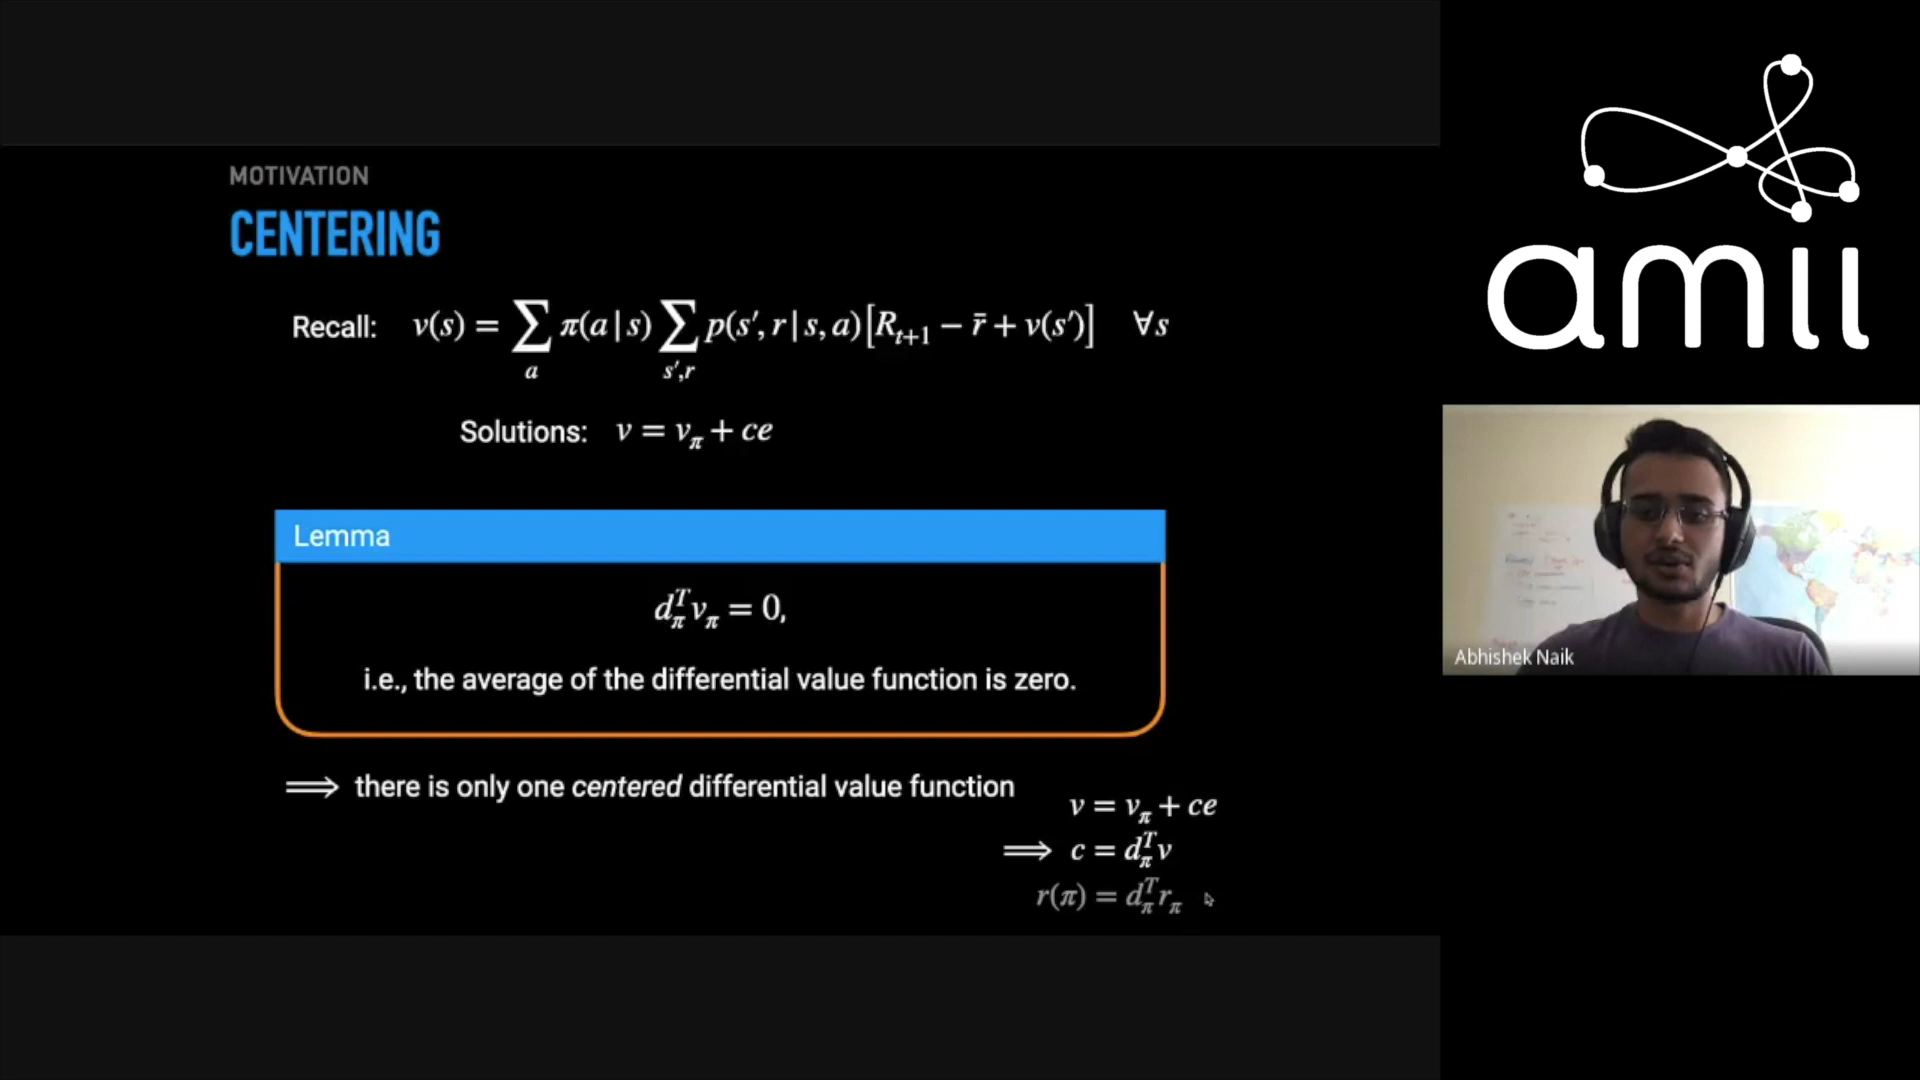 MOTIVATION
CENTERING
Recall: v(s) = ∑ₐ π(a|s) ∑ₛ′,ᵣ p(s′, r|s, a)[Rₜ₊₁ − r̄ + v(s′)] ∀s
Solutions: v = v_π + ce
Lemma
d_π^T v_π = 0,
i.e., the average of the differential value function is zero.
⟹ there is only one centered differential value function
v = v_π + ce
⟹ c = d_π^T v
r(π) = d_π^T r_π
amii
Abhishek Naik